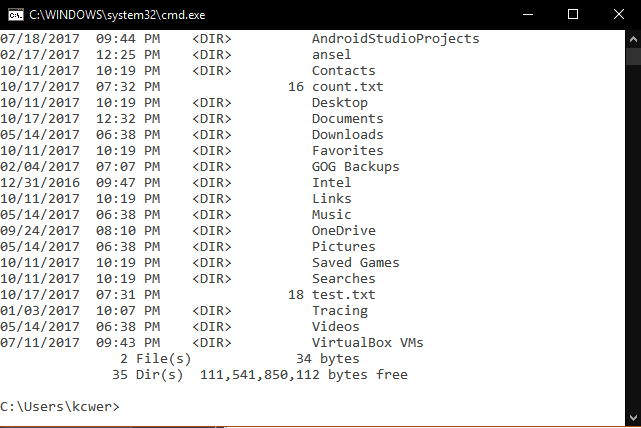 C:\WINDOWS\system32\cmd.exe
07/18/2017  09:44 PM    <DIR>          AndroidStudioProjects
02/17/2017  12:25 PM    <DIR>          ansel
10/11/2017  10:19 PM    <DIR>          Contacts
10/17/2017  07:32 PM                16 count.txt
10/11/2017  10:19 PM    <DIR>          Desktop
10/17/2017  12:32 PM    <DIR>          Documents
05/14/2017  06:38 PM    <DIR>          Downloads
10/11/2017  10:19 PM    <DIR>          Favorites
02/04/2017  07:07 PM    <DIR>          GOG Backups
12/31/2016  09:47 PM    <DIR>          Intel
10/11/2017  10:19 PM    <DIR>          Links
05/14/2017  06:38 PM    <DIR>          Music
09/24/2017  08:10 PM    <DIR>          OneDrive
05/14/2017  06:38 PM    <DIR>          Pictures
10/11/2017  10:19 PM    <DIR>          Saved Games
10/11/2017  10:19 PM    <DIR>          Searches
10/17/2017  07:31 PM                18 test.txt
01/03/2017  10:07 PM    <DIR>          Tracing
05/14/2017  06:38 PM    <DIR>          Videos
07/11/2017  09:43 PM    <DIR>          VirtualBox VMs
               2 File(s)             34 bytes
              35 Dir(s)  111,541,850,112 bytes free
C:\Users\kcwer>